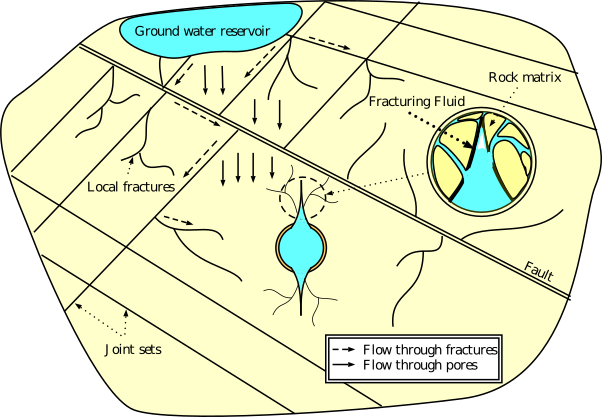 Ground water reservoir
Rock matrix
Fracturing Fluid
Local fractures
Fault
Joint sets
Flow through fractures
Flow through pores